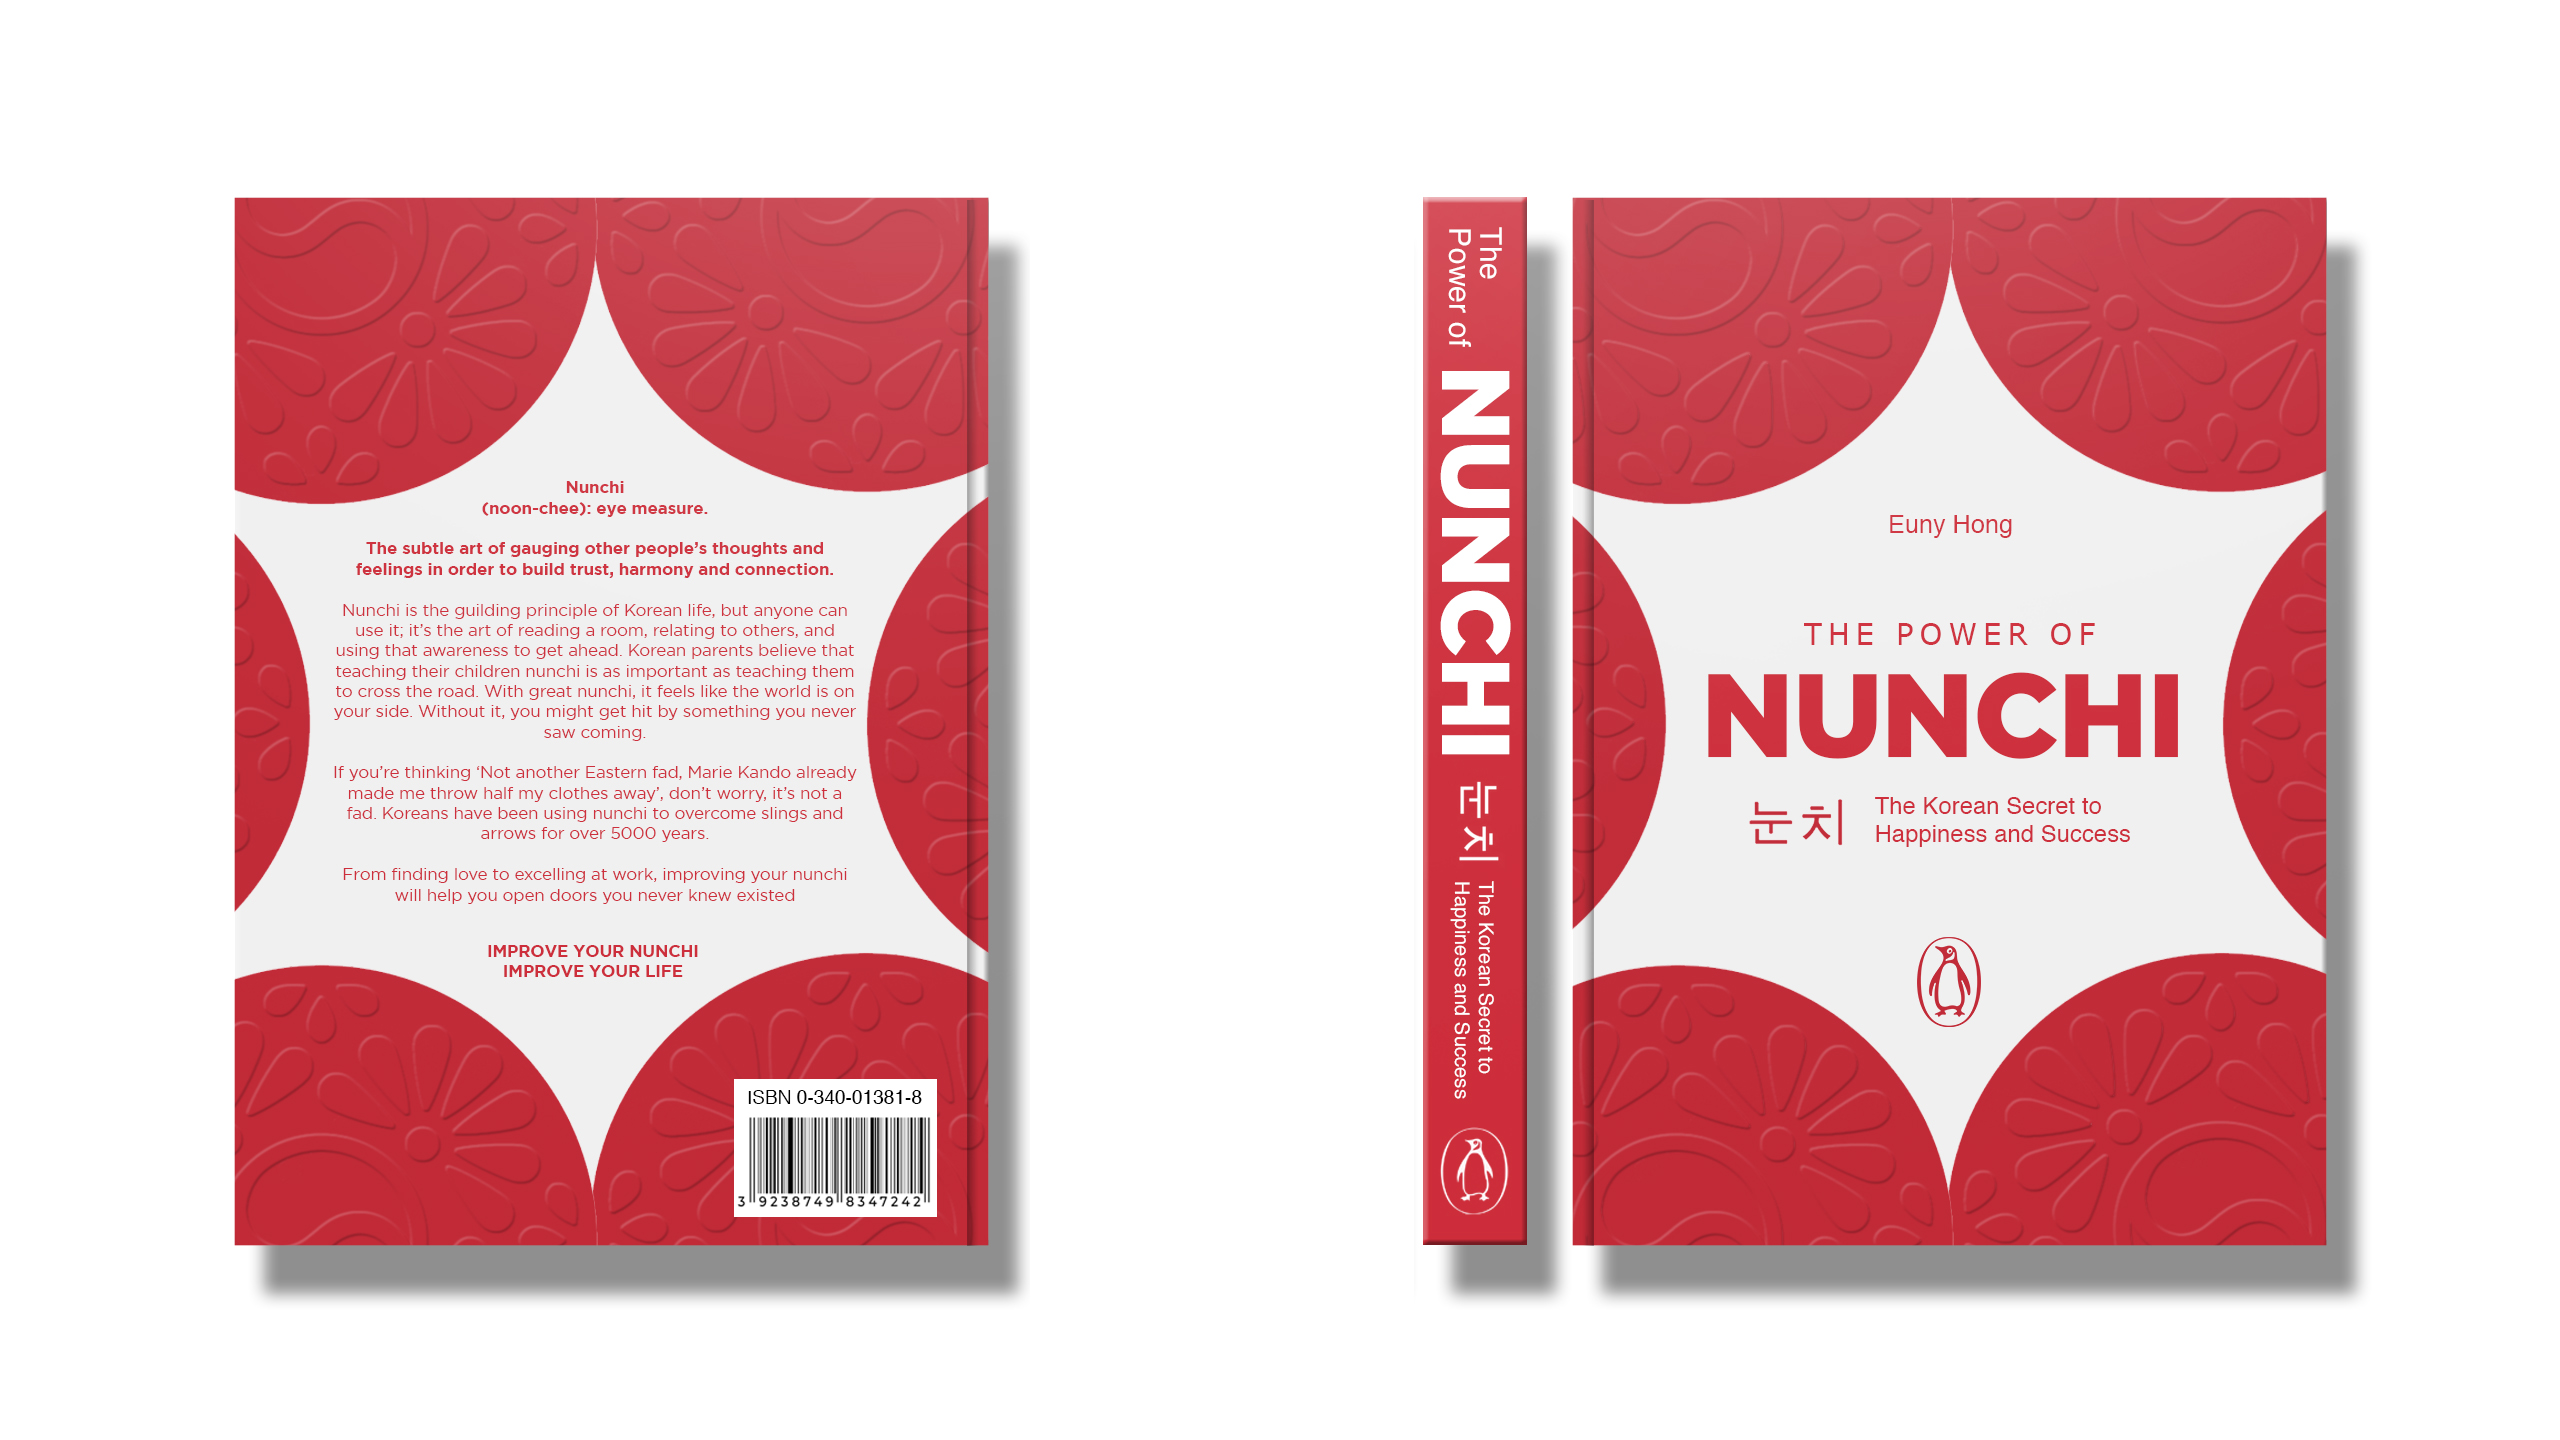 Nunchi
(noon-chee): eye measure.
The subtle art of gauging other people’s thoughts and
feelings in order to build trust, harmony and connection.
Nunchi is the guilding principle of Korean life, but anyone can
use it; it’s the art of reading a room, relating to others, and
using that awareness to get ahead. Korean parents believe that
teaching their children nunchi is as important as teaching them
to cross the road. With great nunchi, it feels like the world is on
your side. Without it, you might get hit by something you never
saw coming.
If you’re thinking ‘Not another Eastern fad, Marie Kando already
made me throw half my clothes away’, don’t worry, it’s not a
fad. Koreans have been using nunchi to overcome slings and
arrows for over 5000 years.
From finding love to excelling at work, improving your nunchi
will help you open doors you never knew existed
IMPROVE YOUR NUNCHI
IMPROVE YOUR LIFE
ISBN 0-340-01381-8
3 923874983 47242
The
Power of
NUNCHI
눈치
The Korean Secret to
Happiness and Success
Euny Hong
THE POWER OF
NUNCHI
눈치
The Korean Secret to
Happiness and Success